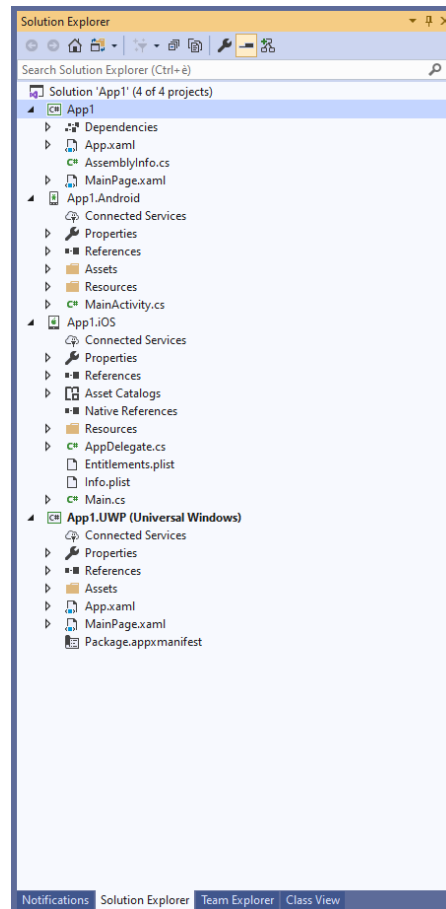 Solution Explorer
Search Solution Explorer (Ctrl+è)
Solution 'App1' (4 of 4 projects)
C# App1
Dependencies
App.xaml
C# AssemblyInfo.cs
MainPage.xaml
App1.Android
Connected Services
Properties
References
Assets
Resources
C# MainActivity.cs
App1.iOS
Connected Services
Properties
References
Asset Catalogs
Native References
Resources
C# AppDelegate.cs
Entitlements.plist
Info.plist
C# Main.cs
C# App1.UWP (Universal Windows)
Connected Services
Properties
References
Assets
App.xaml
MainPage.xaml
Package.appxmanifest
Notifications Solution Explorer Team Explorer Class View